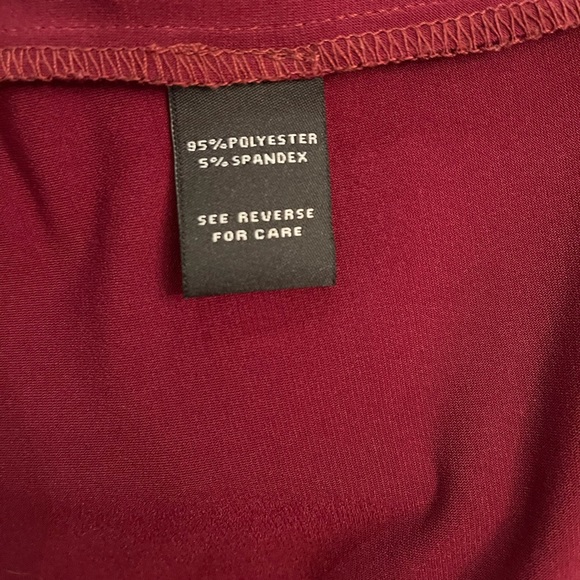 95%POLYESTER
5% SPANDEX
SEE REVERSE
FOR CARE